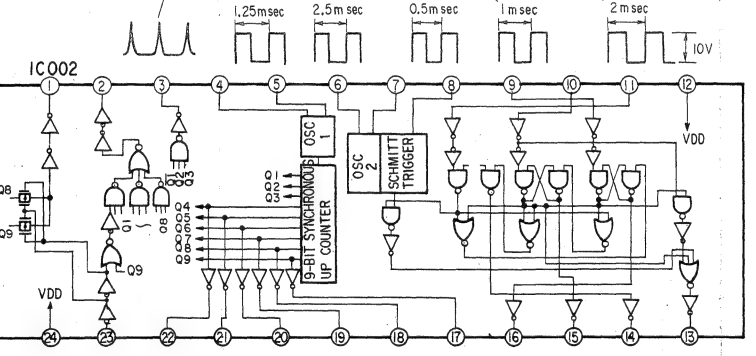 1,25m sec 2,5m sec 0.5m sec 1m sec 2m sec
10V
IC002
1 2 3 4 5 6 7 8 9 10 11 12
OSC 1
OSC 2
SCHMITT TRIGGER
VDD
Q1
Q2
Q3
Q1
Q2
Q3
Q4
Q5
Q6
Q7
Q8
Q9
9-BIT SYNCHRONOUS UP COUNTER
Q8
Q9
Q1
Q8
Q9
VDD
24 23 22 21 20 19 18 17 16 15 14 13